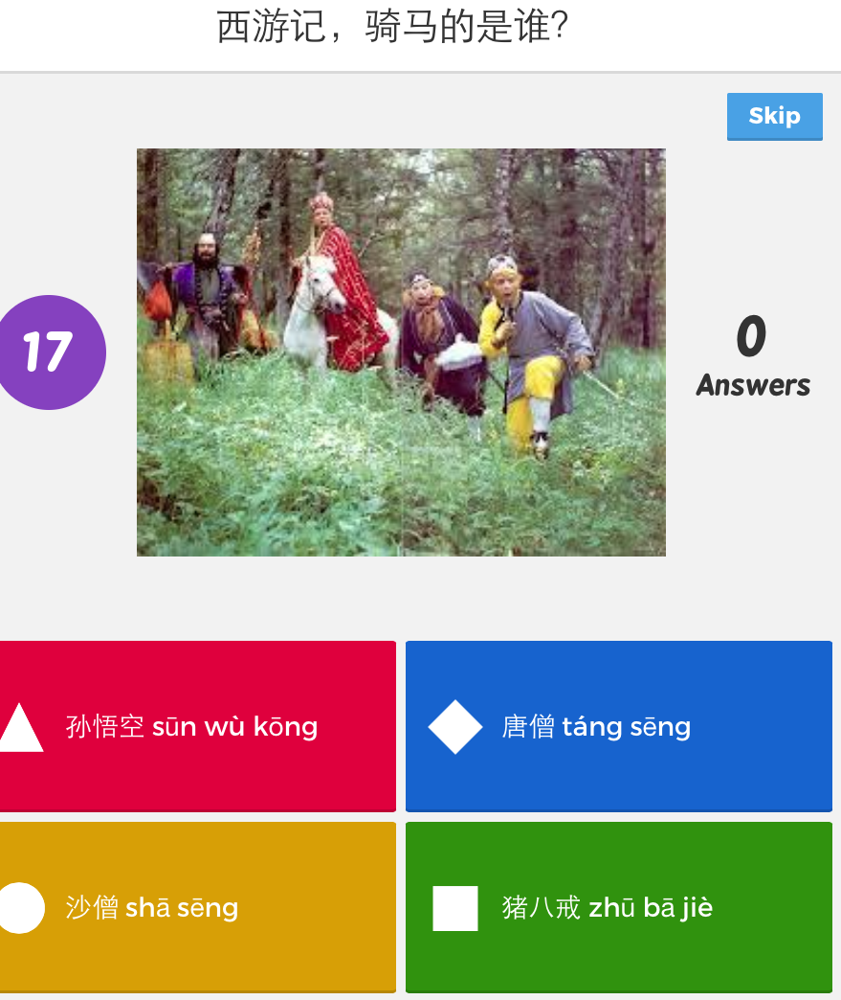 西游记，骑马的是谁?
Skip
17
0
Answers
孙悟空 sūn wù kōng
唐僧 táng sēng
沙僧 shā sēng
猪八戒 zhū bā jiè